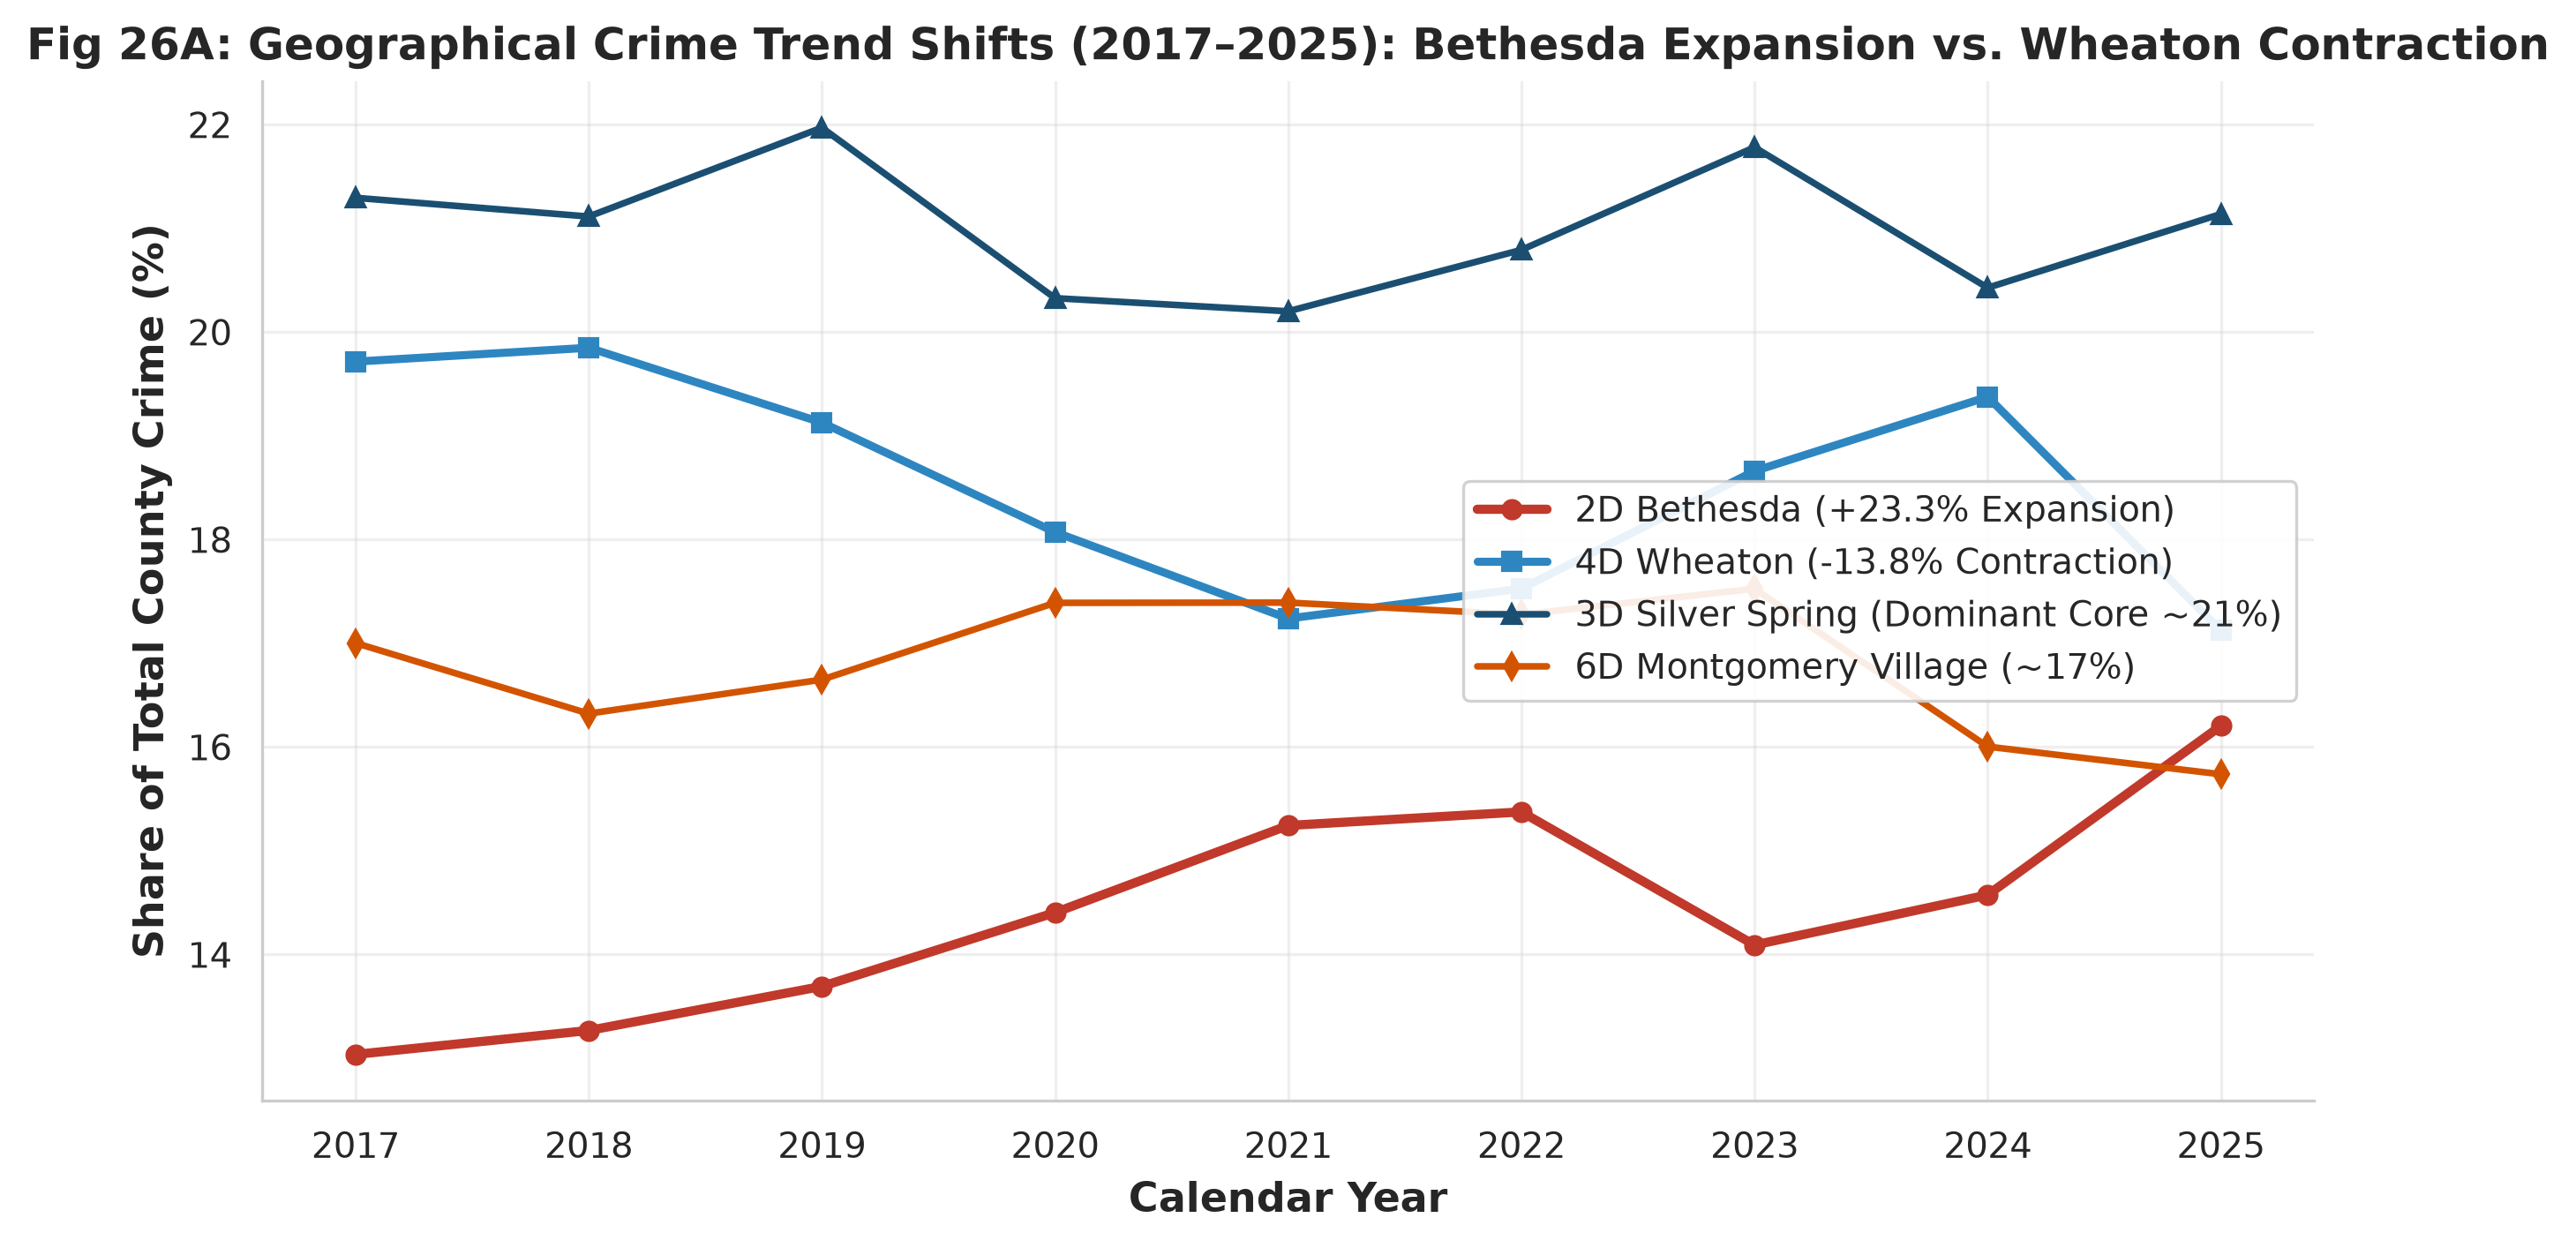 Fig 26A: Geographical Crime Trend Shifts (2017–2025): Bethesda Expansion vs. Wheaton Contraction
Share of Total County Crime (%)
22
20
18
16
14
2D Bethesda (+23.3% Expansion)
4D Wheaton (-13.8% Contraction)
3D Silver Spring (Dominant Core ~21%)
6D Montgomery Village (~17%)
2017 2018 2019 2020 2021 2022 2023 2024 2025
Calendar Year